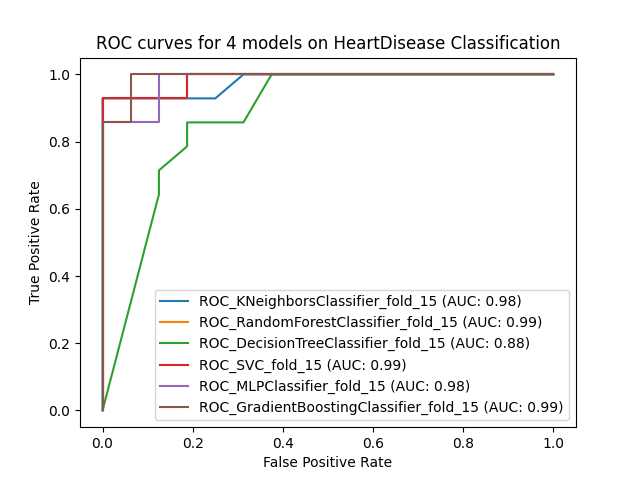 ROC curves for 4 models on HeartDisease Classification
True Positive Rate
1.0
0.8
0.6
0.4
0.2
0.0
ROC_KNeighborsClassifier_fold_15 (AUC: 0.98)
ROC_RandomForestClassifier_fold_15 (AUC: 0.99)
ROC_DecisionTreeClassifier_fold_15 (AUC: 0.88)
ROC_SVC_fold_15 (AUC: 0.99)
ROC_MLPClassifier_fold_15 (AUC: 0.98)
ROC_GradientBoostingClassifier_fold_15 (AUC: 0.99)
0.0 0.2 0.4 0.6 0.8 1.0
False Positive Rate